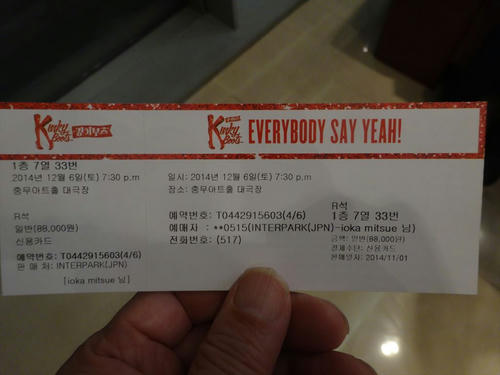 Kinky Boots 킹키부츠
Kinky Boots EVERYBODY SAY YEAH!
1층 7열 33번
2014년 12월 6일(토) 7:30 p.m
충무아트홀 대극장
R석
일반(88,000원)
신용카드
예약번호: T0442915603(4/6)
판 매 처: INTERPARK(JPN)
[ioka mitsue 님]
일시: 2014년 12월 6일(토) 7:30 p.m
장소: 충무아트홀 대극장
예약번호: T0442915603(4/6)
예매자 : **0515(INTERPARK(JPN)-ioka mitsue 님)
전화번호: (517)
R석
1층 7열 33번
금액: 일반(88,000원)
결제수단: 신용카드
판매일자: 2014/11/01